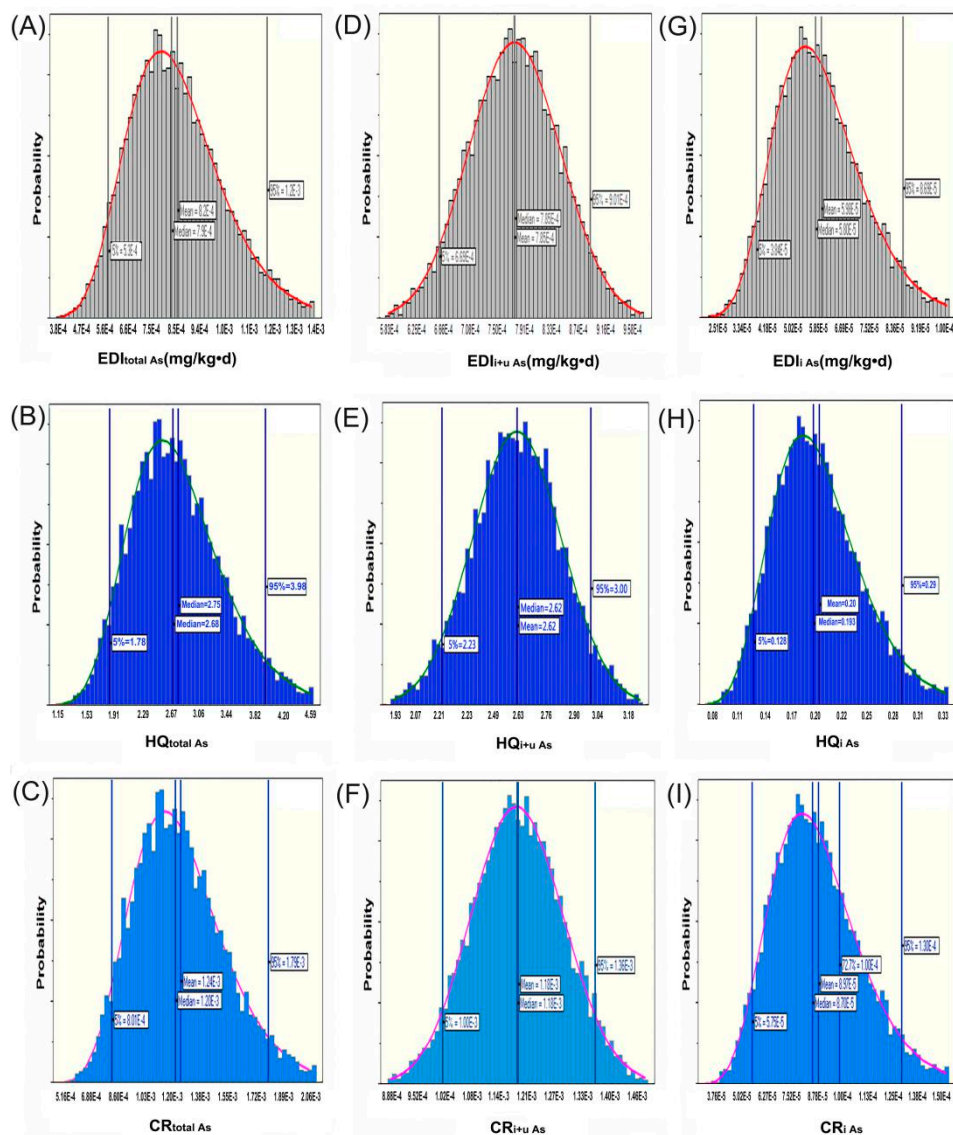 (A)
Probability
95% = 1.2E-3
Mean = 8.2E-4
Median = 7.9E-4
5% = 5.3E-4
3.8E-4 4.7E-4 5.6E-4 6.6E-4 7.5E-4 8.5E-4 9.4E-4 1.0E-3 1.1E-3 1.2E-3 1.3E-3 1.4E-3
EDItotal As(mg/kg•d)
(D)
Probability
95% = 9.01E-4
Median = 7.85E-4
Mean = 7.85E-4
5% = 6.69E-4
5.83E-4 6.25E-4 6.66E-4 7.08E-4 7.50E-4 7.91E-4 8.33E-4 8.74E-4 9.16E-4 9.58E-4
EDIi+u As(mg/kg•d)
(G)
Probability
95% = 8.69E-5
Mean = 5.98E-5
Median = 5.80E-5
5% = 3.84E-5
2.51E-5 3.34E-5 4.18E-5 5.02E-5 5.85E-5 6.69E-5 7.52E-5 8.36E-5 9.19E-5 1.00E-4
EDIi As(mg/kg•d)
(B)
Probability
95%=3.98
Median=2.75
Median=2.68
5%=1.78
1.15 1.53 1.91 2.29 2.67 3.06 3.44 3.82 4.20 4.59
HQtotal As
(E)
Probability
95%=3.00
Median=2.62
Mean=2.62
5%=2.23
1.93 2.07 2.21 2.23 2.49 2.63 2.76 2.90 3.04 3.18
HQi+u As
(H)
Probability
95%=0.29
Mean=0.20
Median=0.193
5%=0.128
0.08 0.11 0.14 0.17 0.20 0.22 0.25 0.28 0.31 0.33
HQi As
(C)
Probability
95% = 1.79E-3
Mean = 1.24E-3
Median = 1.20E-3
5% = 8.01E-4
5.16E-4 6.88E-4 8.60E-4 1.03E-3 1.20E-3 1.38E-3 1.55E-3 1.72E-3 1.89E-3 2.06E-3
CRtotal As
(F)
Probability
95% = 1.36E-3
Mean = 1.18E-3
Median = 1.18E-3
5% = 1.00E-3
8.88E-4 9.52E-4 1.02E-3 1.08E-3 1.14E-3 1.21E-3 1.27E-3 1.33E-3 1.40E-3 1.46E-3
CRi+u As
(I)
Probability
95% = 1.30E-4
72.7% = 1.00E-4
Mean = 8.97E-5
Median = 8.70E-5
5% = 5.75E-5
3.76E-5 5.02E-5 6.27E-5 7.52E-5 8.78E-5 1.00E-4 1.13E-4 1.25E-4 1.38E-4 1.50E-4
CRi As